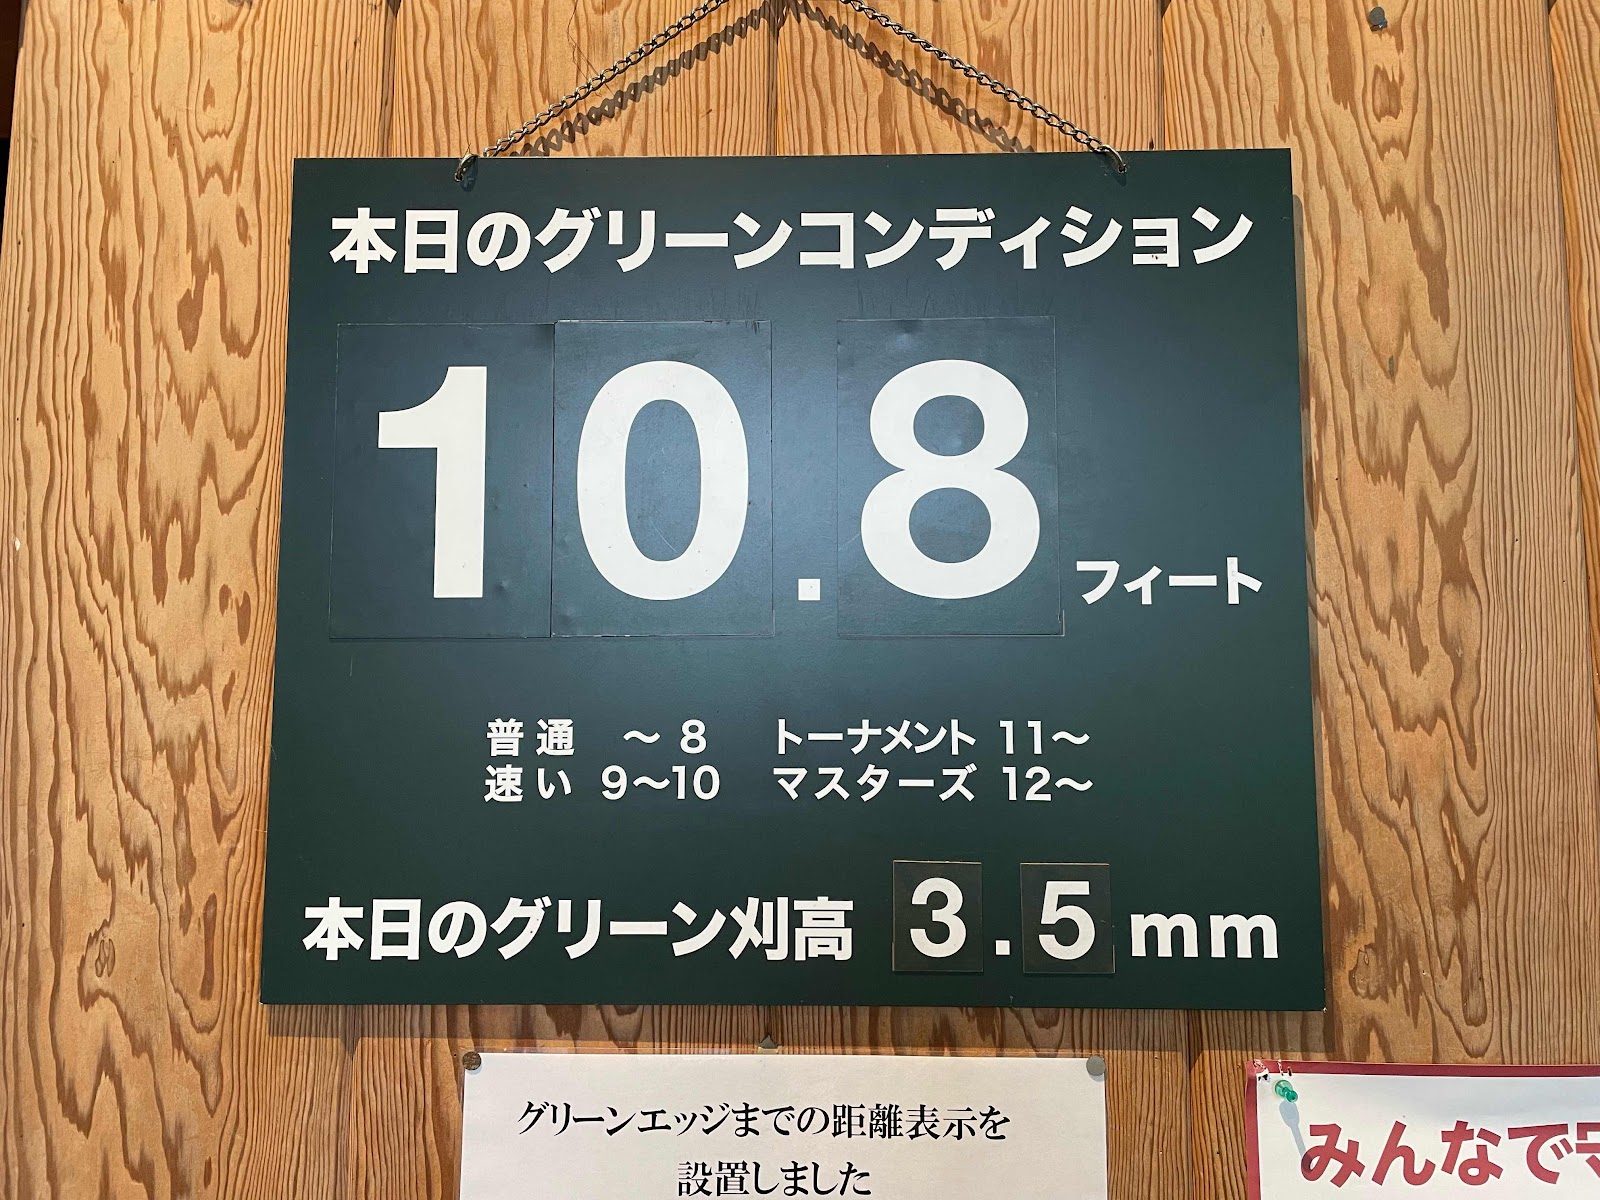 本日のグリーンコンディション
10.8フィート
普通 〜8 トーナメント 11〜
速い 9〜10 マスターズ 12〜
本日のグリーン刈高 3.5mm
グリーンエッジまでの距離表示を
設置しました
みんなで